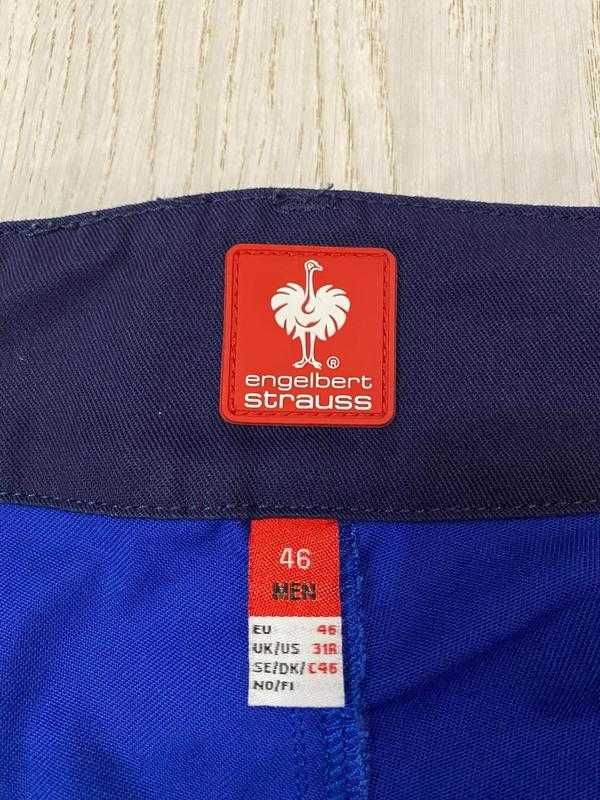 ®
engelbert
strauss
46
MEN
EU 46
UK/US 31R
SE/DK/ C46
NO/FI